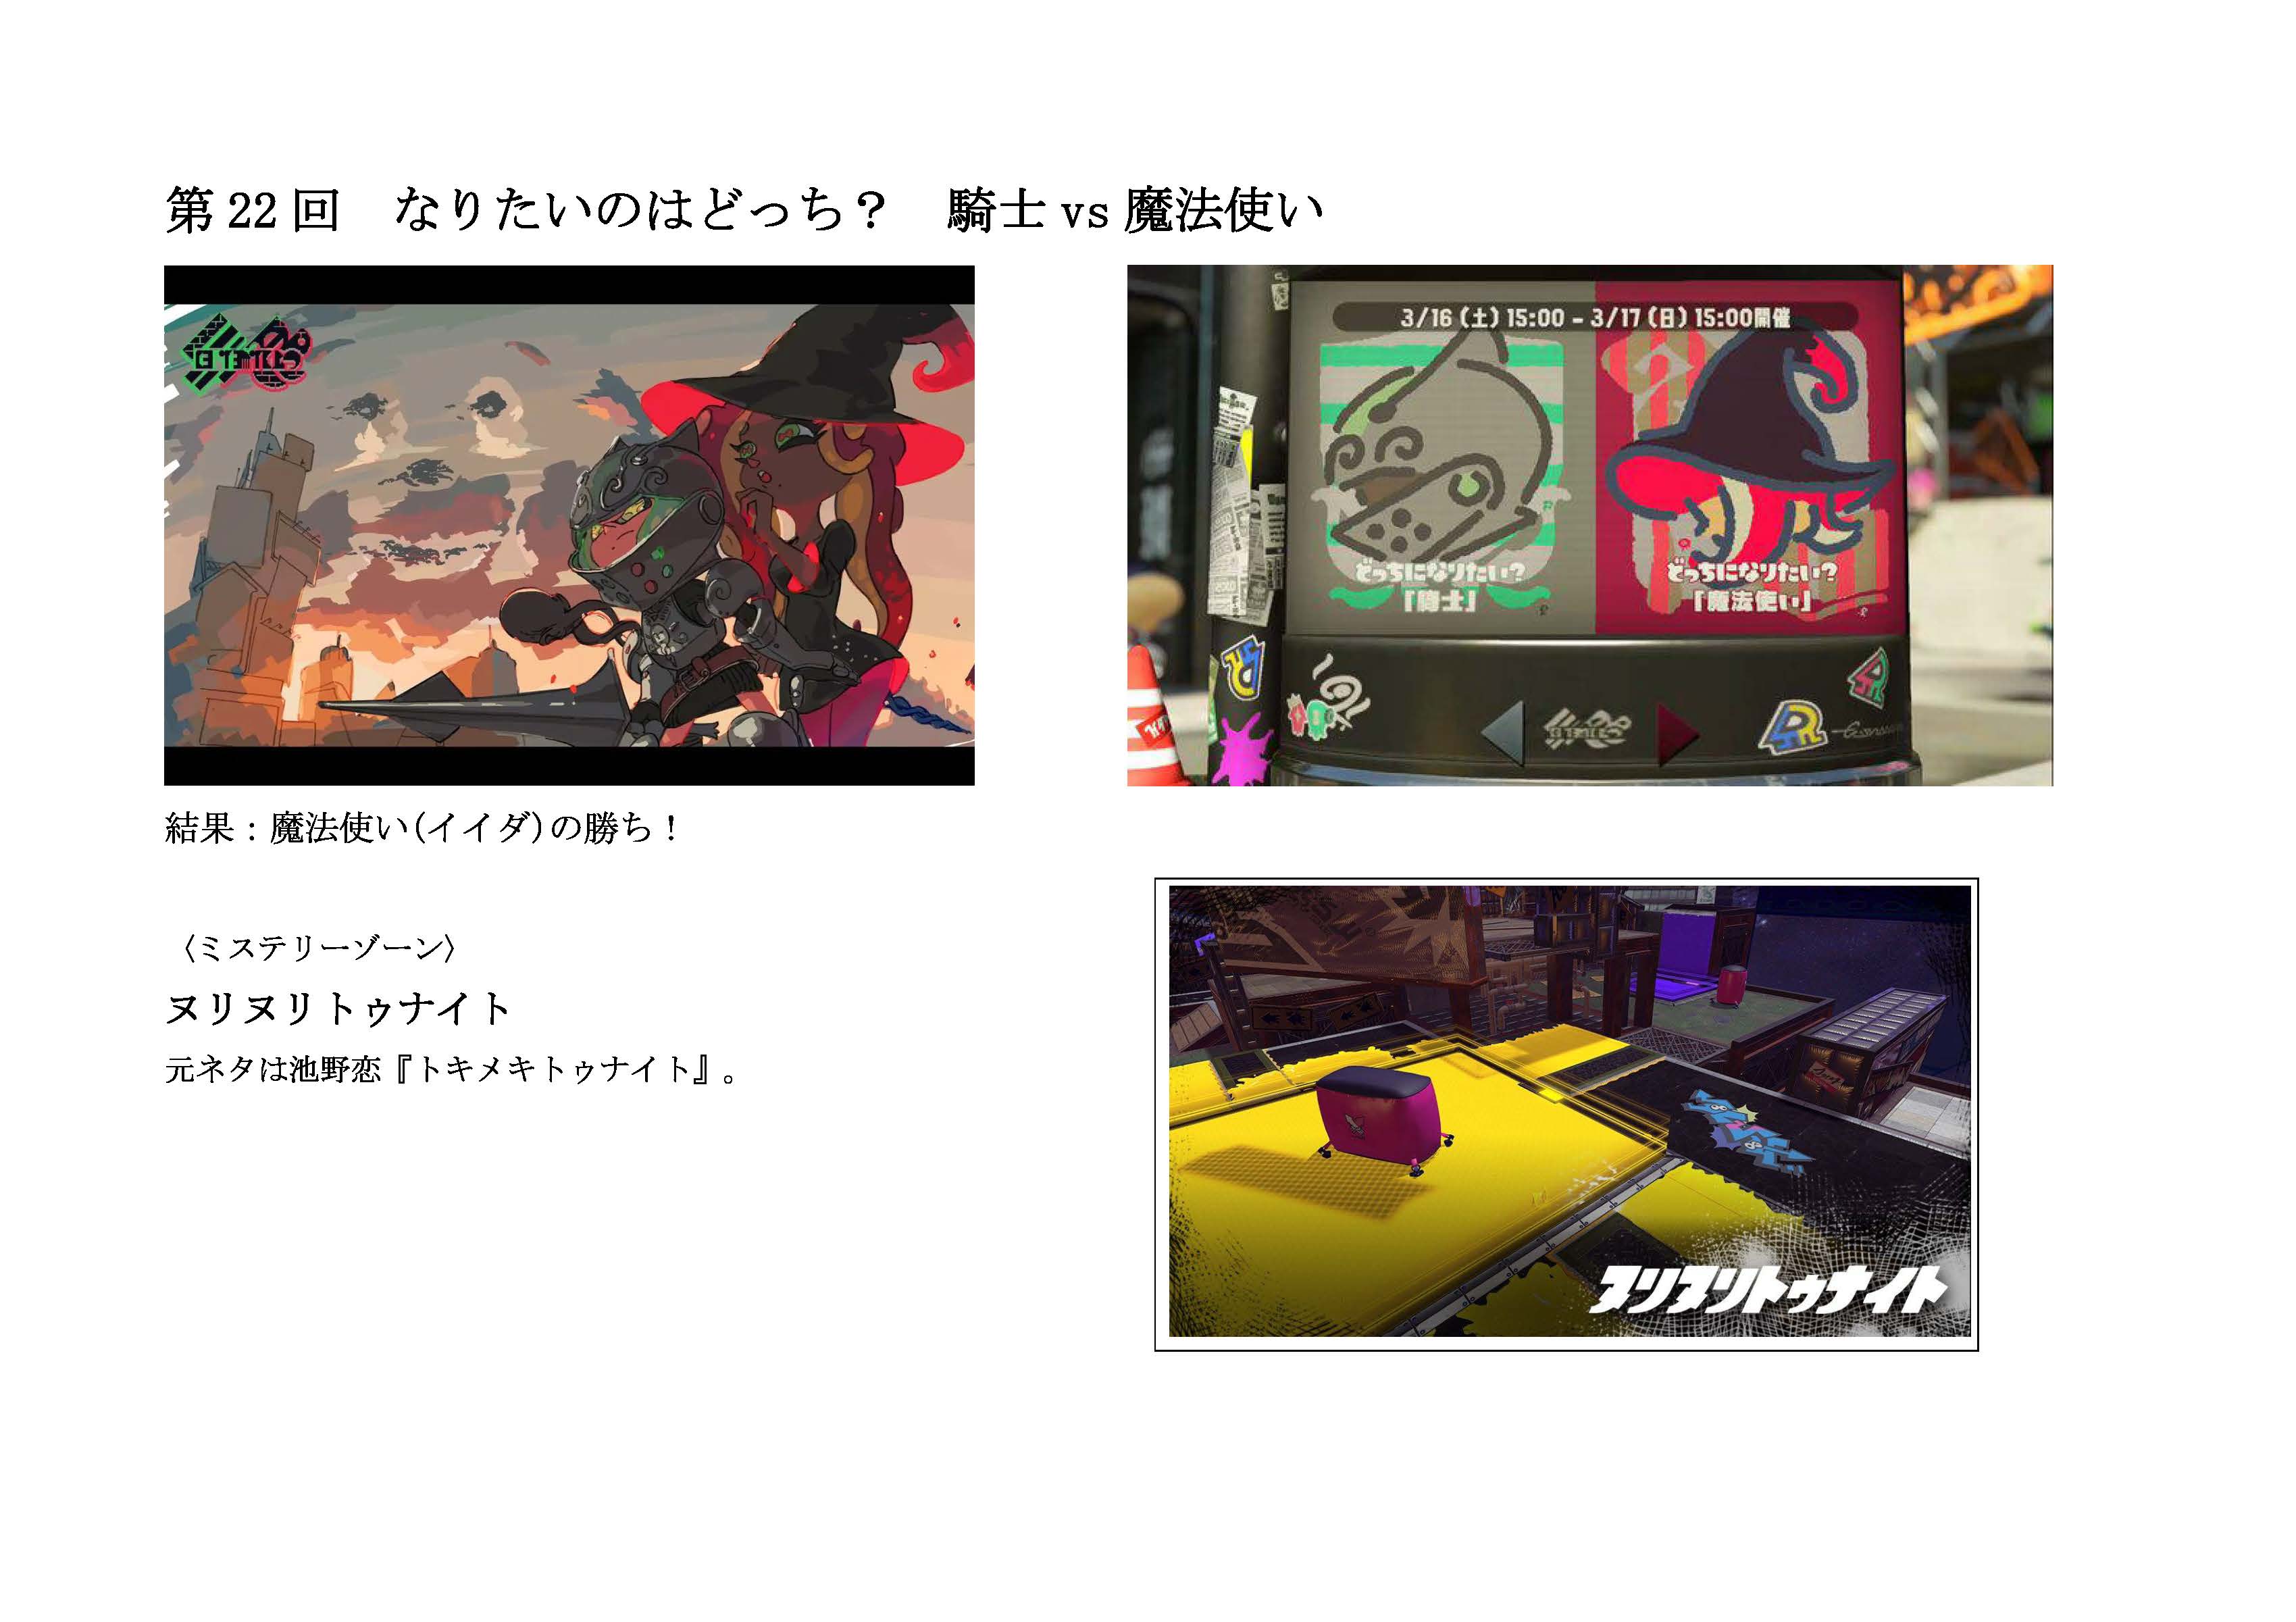 第22回　なりたいのはどっち？　騎士vs魔法使い
3/16（土）15:00 – 3/17（日）15:00開催
どっちになりたい?
「騎士」
どっちになりたい?
「魔法使い」
結果：魔法使い(イイダ)の勝ち！
〈ミステリーゾーン〉
ヌリヌリトゥナイト
元ネタは池野恋『トキメキトゥナイト』。
ヌリヌリトゥナイト